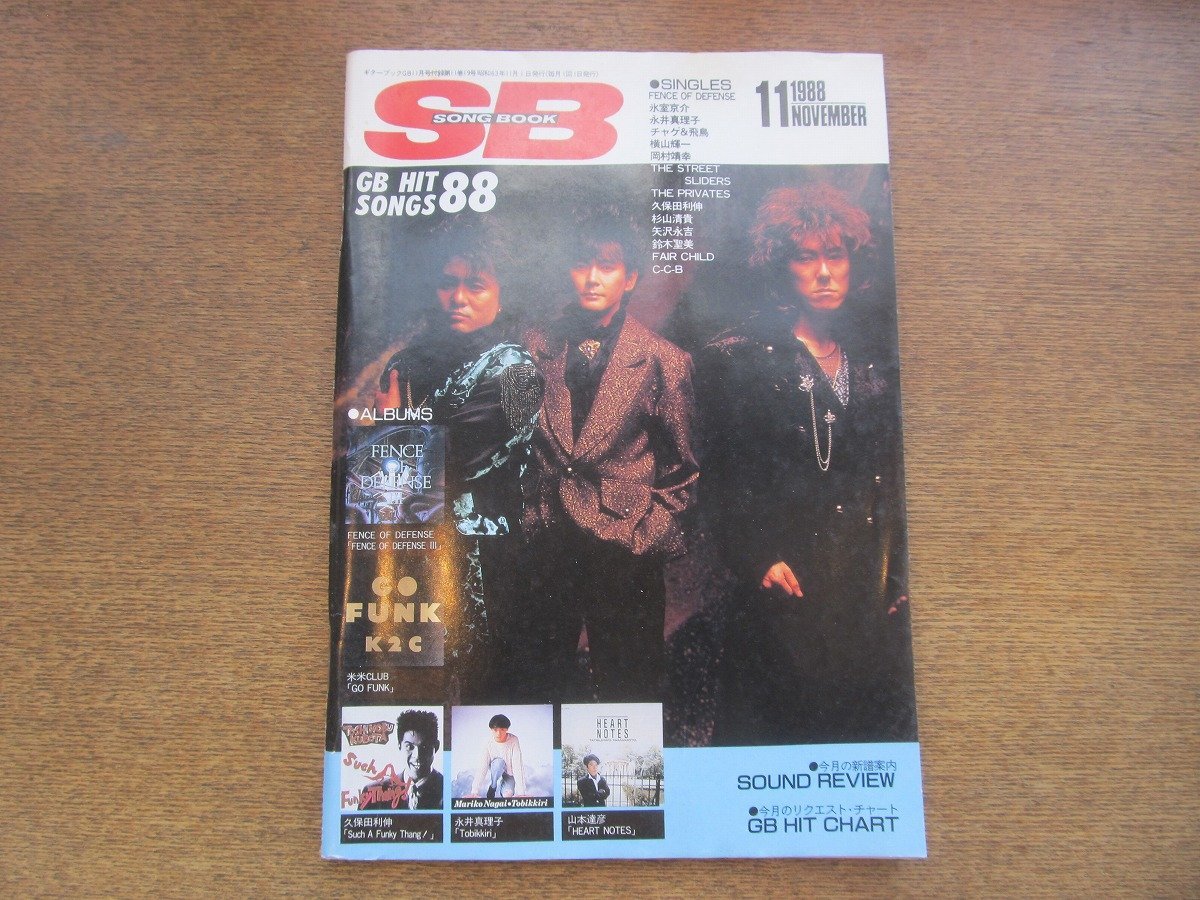 ギターブックGB11月号付録第11巻19号昭和63年11月1日発行(毎月1回1日発行)
SB
SONG BOOK
GB HIT
SONGS 88
●SINGLES
FENCE OF DEFENSE
氷室京介
永井真理子
チャゲ&飛鳥
横山輝一
岡村靖幸
THE STREET
SLIDERS
THE PRIVATES
久保田利伸
杉山清貴
矢沢永吉
鈴木聖美
FAIR CHILD
C-C-B
11 1988
NOVEMBER
●ALBUMS
FENCE
OF
DEFENSE
III
FENCE OF DEFENSE
「FENCE OF DEFENSE III」
GO
FUNK
K2C
米米CLUB
「GO FUNK」
Such A
Funky Thang!
久保田利伸
「Such A Funky Thang!」
Mariko Nagai●Tobikkiri
永井真理子
「Tobikkiri」
HEART
NOTES
山本達彦
「HEART NOTES」
●今月の新譜案内
SOUND REVIEW
●今月のリクエスト・チャート
GB HIT CHART